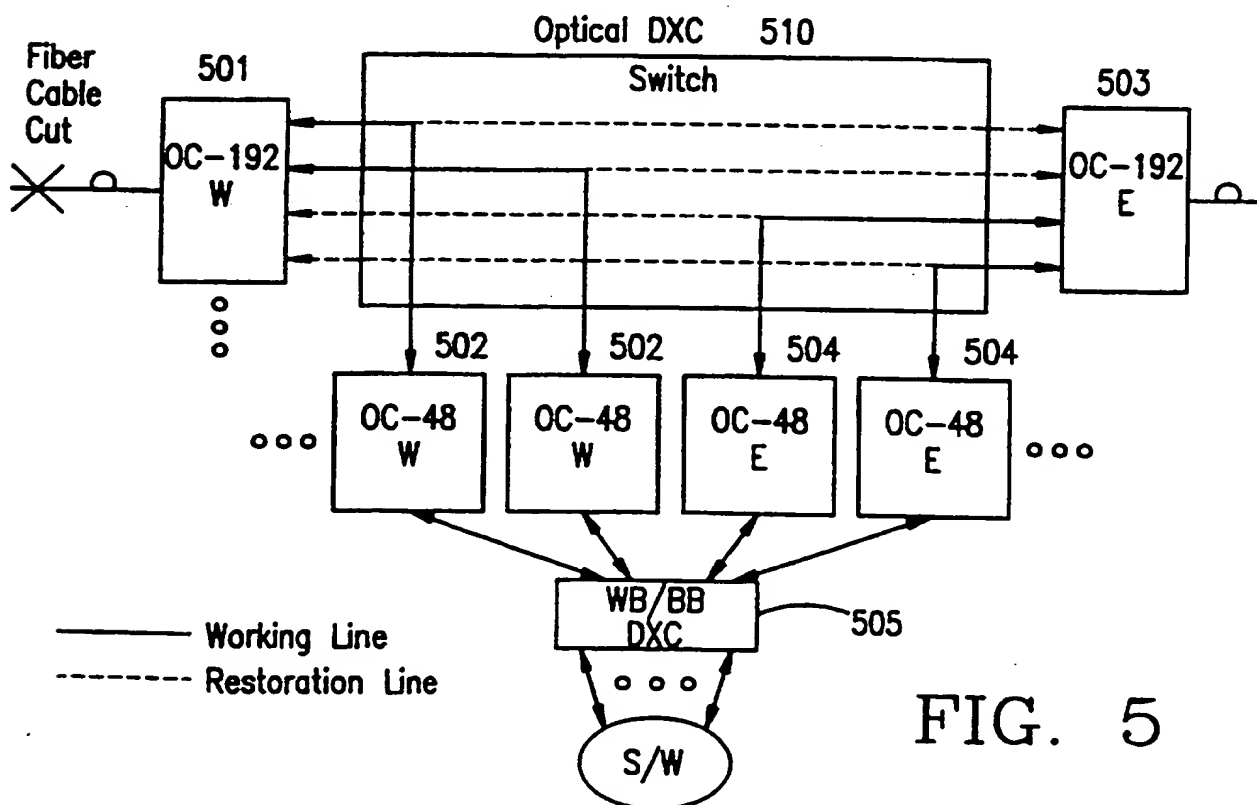 Optical DXC 510
Switch
Fiber
Cable
Cut
501
OC-192
W
503
OC-192
E
502
502
504
504
OC-48
W
OC-48
W
OC-48
E
OC-48
E
WB/BB
DXC
505
Working Line
Restoration Line
S/W
FIG. 5